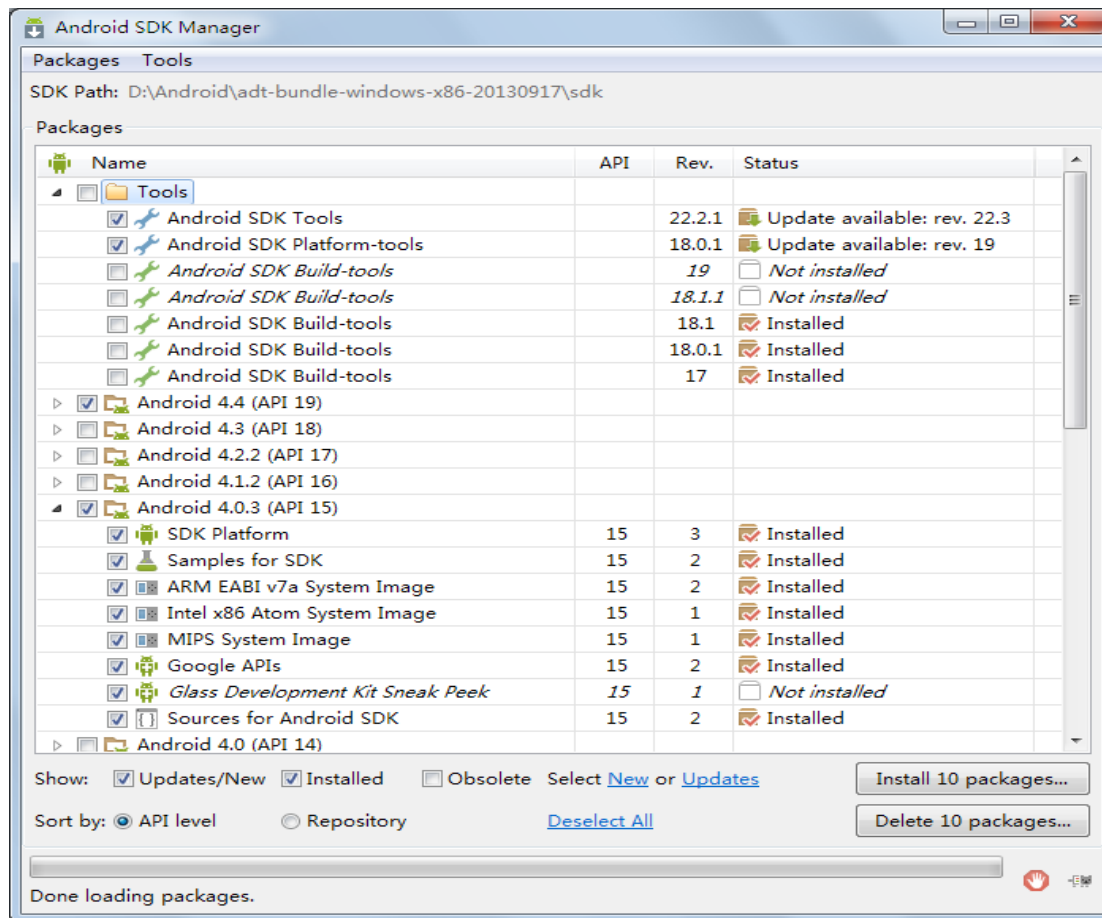 Android SDK Manager
Packages Tools
SDK Path: D:\Android\adt-bundle-windows-x86-20130917\sdk
Packages
Name API Rev. Status
Tools
Android SDK Tools 22.2.1 Update available: rev. 22.3
Android SDK Platform-tools 18.0.1 Update available: rev. 19
Android SDK Build-tools 19 Not installed
Android SDK Build-tools 18.1.1 Not installed
Android SDK Build-tools 18.1 Installed
Android SDK Build-tools 18.0.1 Installed
Android SDK Build-tools 17 Installed
Android 4.4 (API 19)
Android 4.3 (API 18)
Android 4.2.2 (API 17)
Android 4.1.2 (API 16)
Android 4.0.3 (API 15)
SDK Platform 15 3 Installed
Samples for SDK 15 2 Installed
ARM EABI v7a System Image 15 2 Installed
Intel x86 Atom System Image 15 1 Installed
MIPS System Image 15 1 Installed
Google APIs 15 2 Installed
Glass Development Kit Sneak Peek 15 1 Not installed
Sources for Android SDK 15 2 Installed
Android 4.0 (API 14)
Show: Updates/New Installed Obsolete Select New or Updates Install 10 packages...
Sort by: API level Repository Deselect All Delete 10 packages...
Done loading packages.